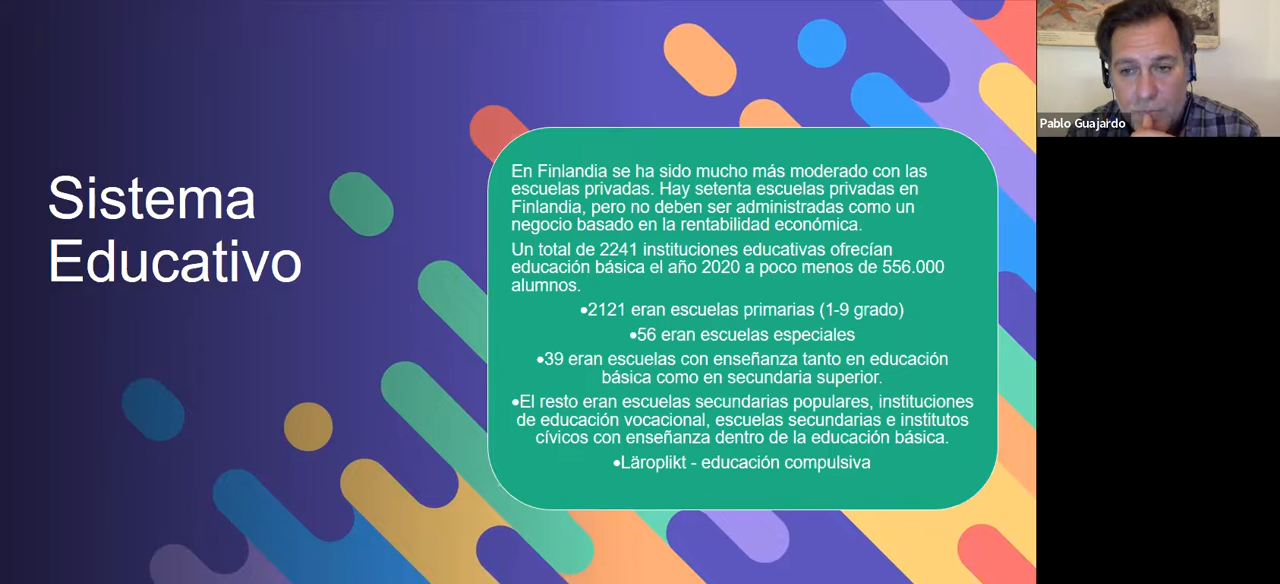 Sistema
Educativo
En Finlandia se ha sido mucho más moderado con las
escuelas privadas. Hay setenta escuelas privadas en
Finlandia, pero no deben ser administradas como un
negocio basado en la rentabilidad económica.
Un total de 2241 instituciones educativas ofrecían
educación básica el año 2020 a poco menos de 556.000
alumnos.
•2121 eran escuelas primarias (1-9 grado)
•56 eran escuelas especiales
•39 eran escuelas con enseñanza tanto en educación
básica como en secundaria superior.
•El resto eran escuelas secundarias populares, instituciones
de educación vocacional, escuelas secundarias e institutos
cívicos con enseñanza dentro de la educación básica.
•Läroplikt - educación compulsiva
Pablo Guajardo